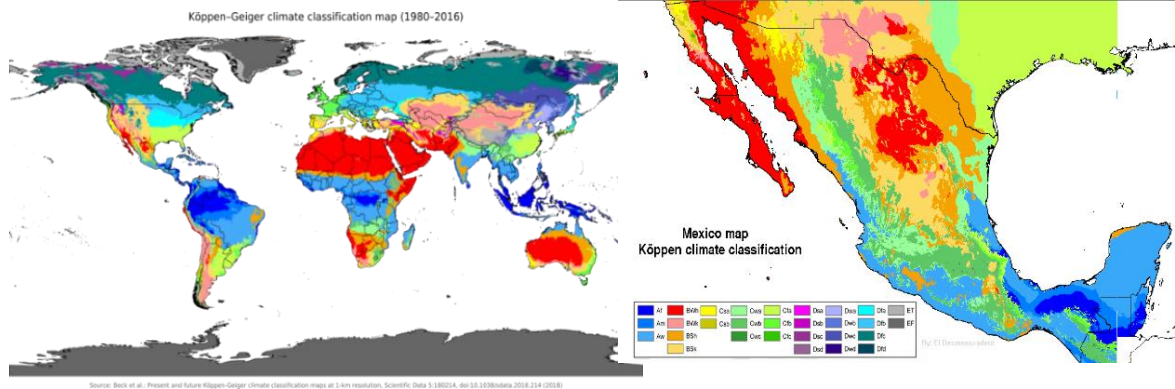 Köppen–Geiger climate classification map (1980–2016)
Source: Beck et al.: Present and future Köppen-Geiger climate classification maps at 1-km resolution, Scientific Data 5:180214, doi:10.1038/sdata.2018.214 (2018)
Mexico map
Köppen climate classification
Af BWh Csa Cwa Cfa Dsa Dwa Dfa ET
Am BWk Csb Cwb Cfb Dsb Dwb Dfb EF
Aw BSh Cwc Cfc Dsc Dwc Dfc
BSk Dsd Dwd Dfd
By: El Desmesuradero